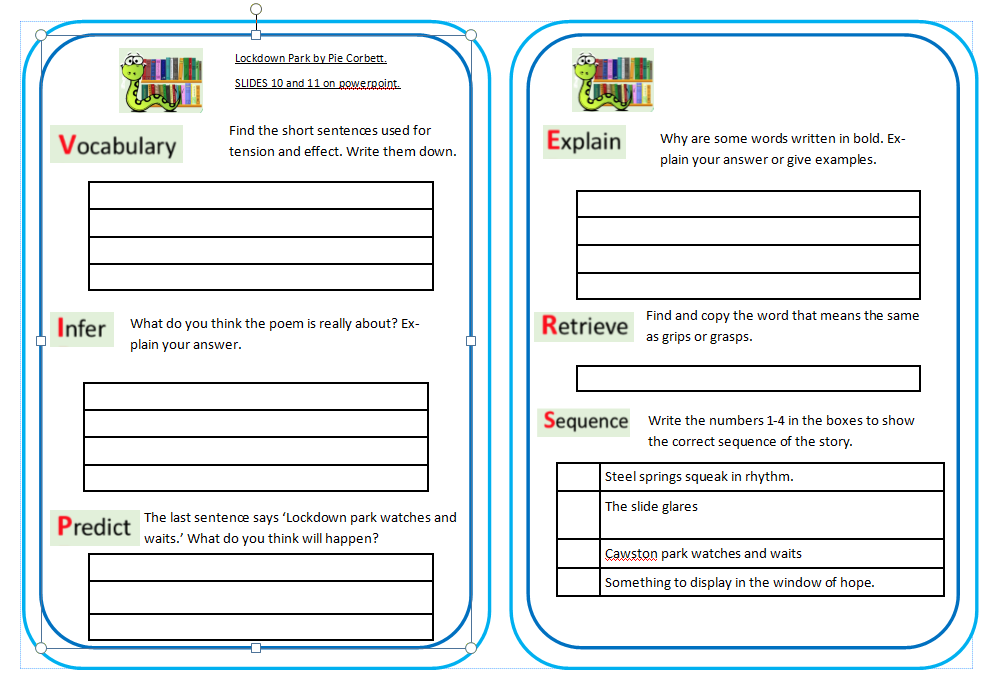 Lockdown Park by Pie Corbett.
SLIDES 10 and 11 on powerpoint.
Vocabulary
Find the short sentences used for
tension and effect. Write them down.
Infer
What do you think the poem is really about? Ex-
plain your answer.
Predict
The last sentence says ‘Lockdown park watches and
waits.’ What do you think will happen?
Explain
Why are some words written in bold. Ex-
plain your answer or give examples.
Retrieve
Find and copy the word that means the same
as grips or grasps.
Sequence
Write the numbers 1-4 in the boxes to show
the correct sequence of the story.
Steel springs squeak in rhythm.
The slide glares
Cawston park watches and waits
Something to display in the window of hope.